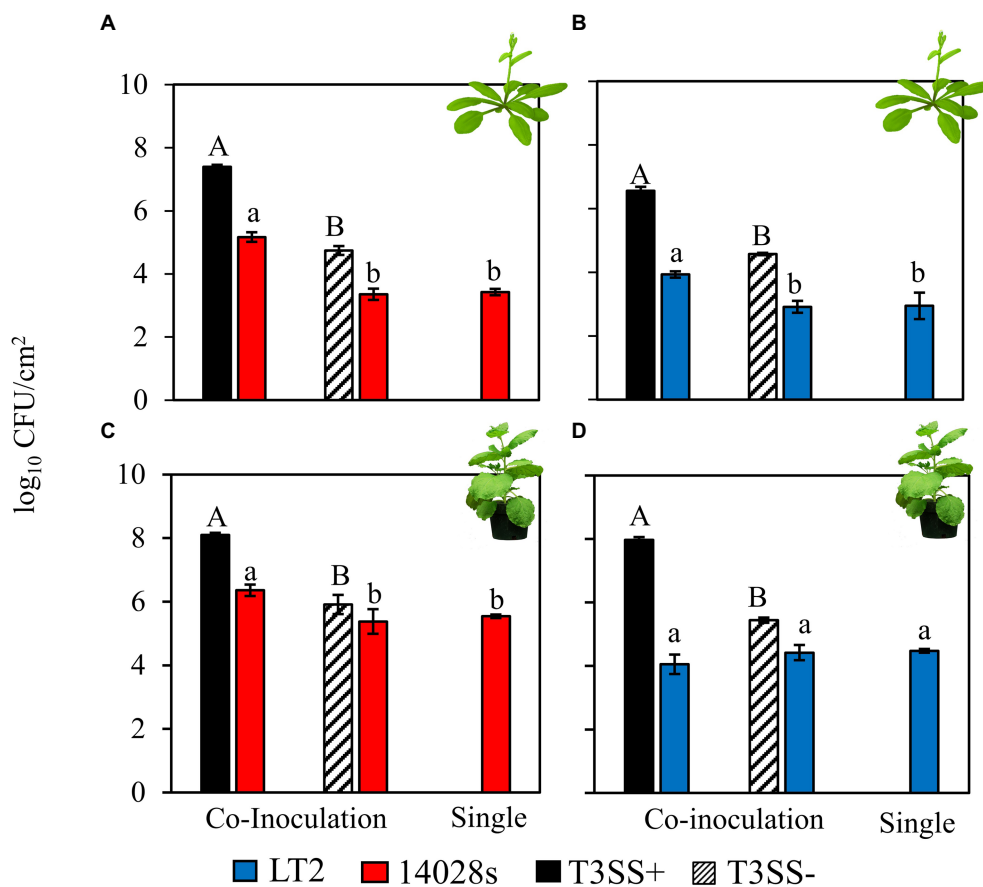 A
B
10
8
6
4
2
0
A
a
B
b
b
A
a
B
b
b
log10 CFU/cm²
C
D
10
8
6
4
2
0
A
a
B
b
b
A
a
B
a
a
Co-Inoculation Single
Co-inoculation Single
LT2 14028s T3SS+ T3SS-